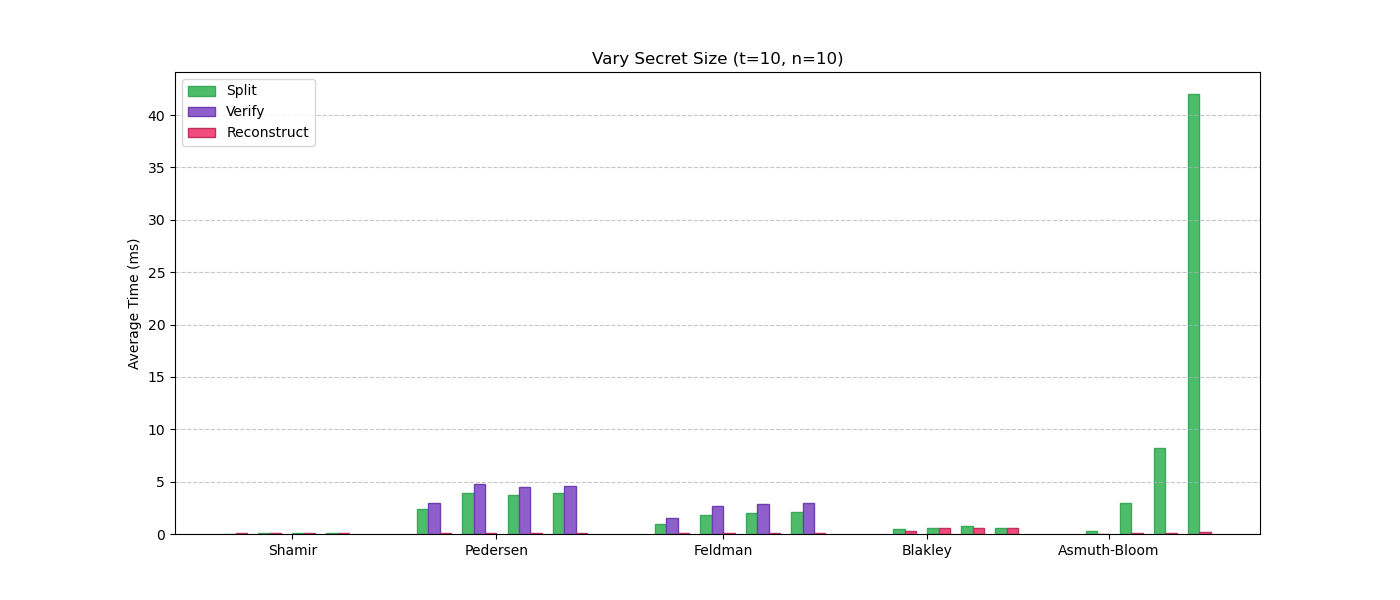 Vary Secret Size (t=10, n=10)
Split
Verify
Reconstruct
Average Time (ms)
40
35
30
25
20
15
10
5
0
Shamir Pedersen Feldman Blakley Asmuth-Bloom